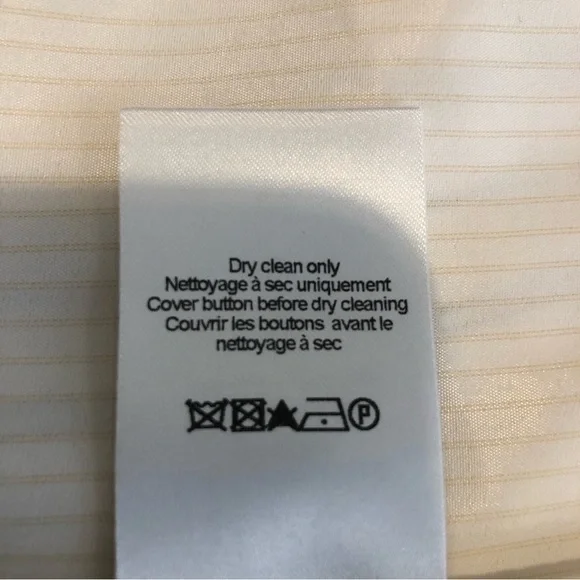 Dry clean only
Nettoyage à sec uniquement
Cover button before dry cleaning
Couvrir les boutons avant le
nettoyage à sec
P